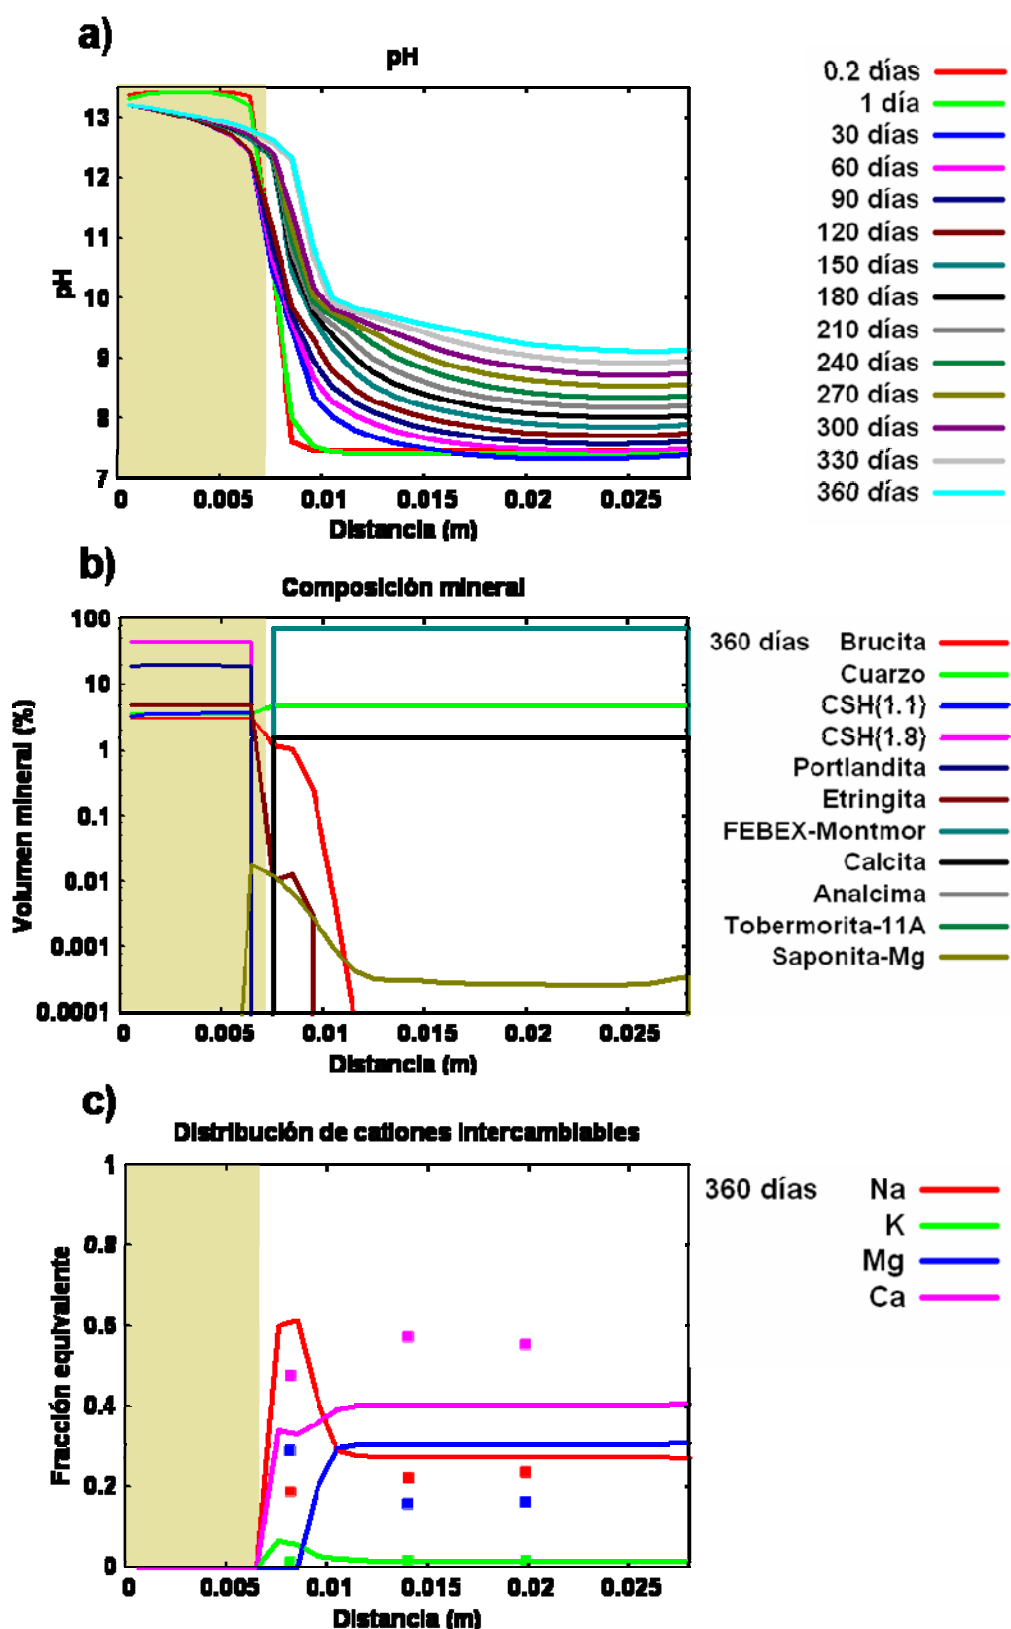 a)
pH
13
12
11
10
9
8
7
pH
0 0.005 0.01 0.015 0.02 0.025
Distancia (m)
0.2 días
1 día
30 días
60 días
90 días
120 días
150 días
180 días
210 días
240 días
270 días
300 días
330 días
360 días
b)
Composición mineral
100
10
1
0.1
0.01
0.001
0.0001
Volumen mineral (%)
0 0.005 0.01 0.015 0.02 0.025
Distancia (m)
360 días Brucita
Cuarzo
CSH(1.1)
CSH(1.8)
Portlandita
Etringita
FEBEX-Montmor
Calcita
Analcima
Tobermorita-11A
Saponita-Mg
c)
Distribución de cationes intercambiables
1
0.8
0.6
0.4
0.2
0
Fracción equivalente
0 0.005 0.01 0.015 0.02 0.025
Distancia (m)
360 días Na
K
Mg
Ca